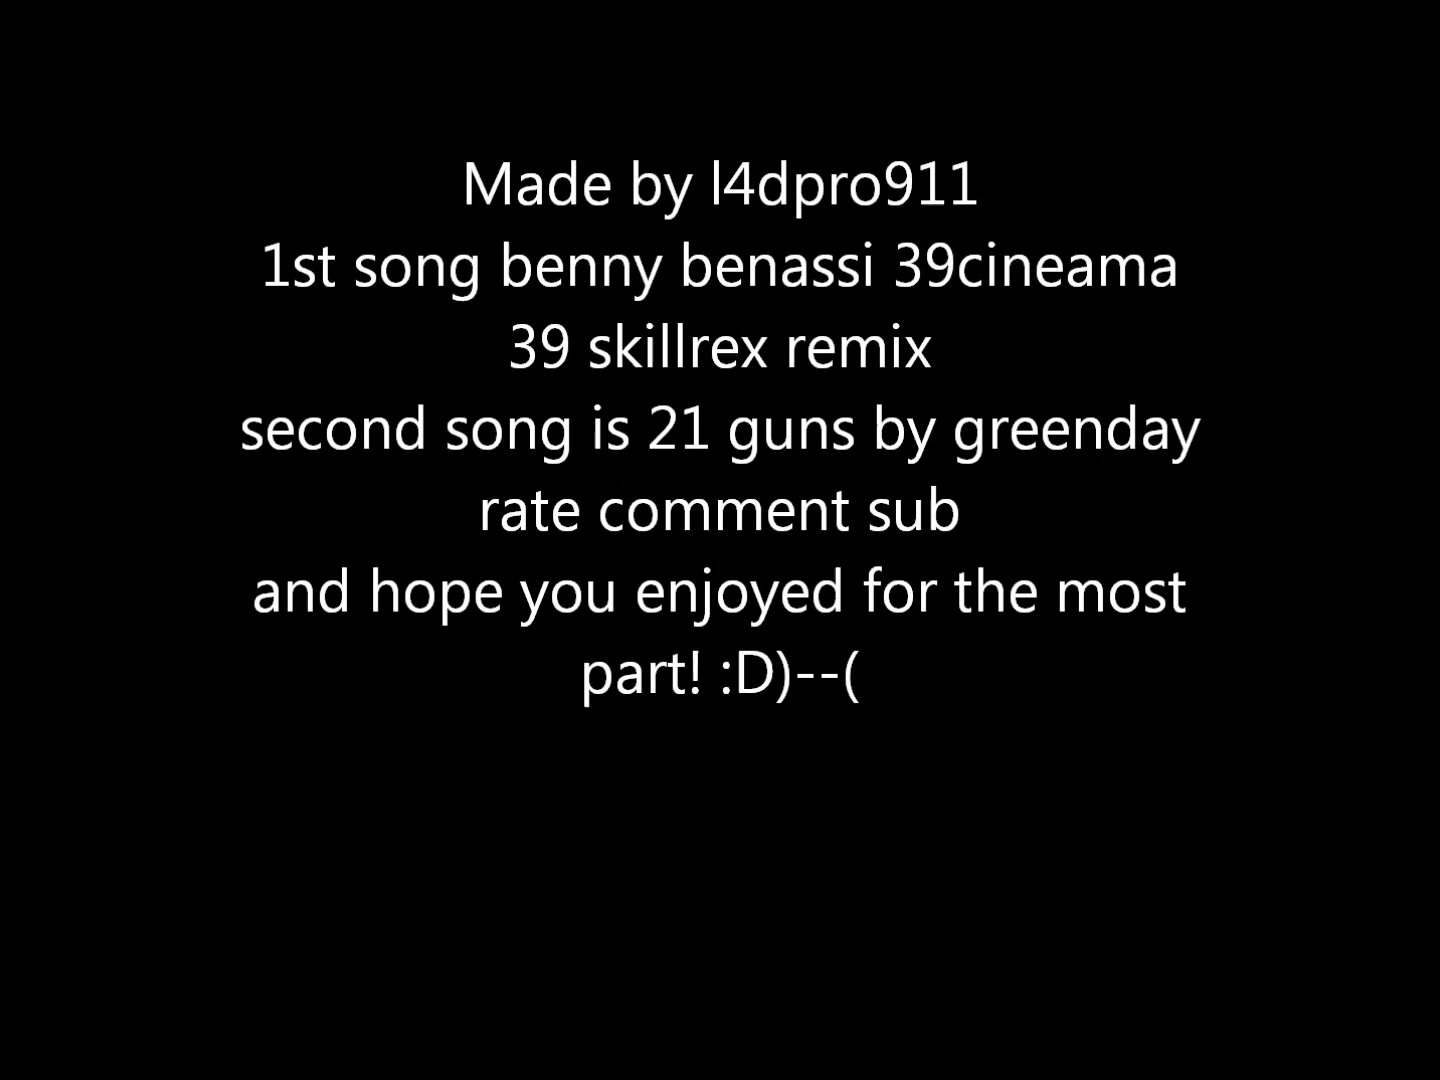 Made by l4dpro911
1st song benny benassi 39cineama
39 skillrex remix
second song is 21 guns by greenday
rate comment sub
and hope you enjoyed for the most
part! :D)--(